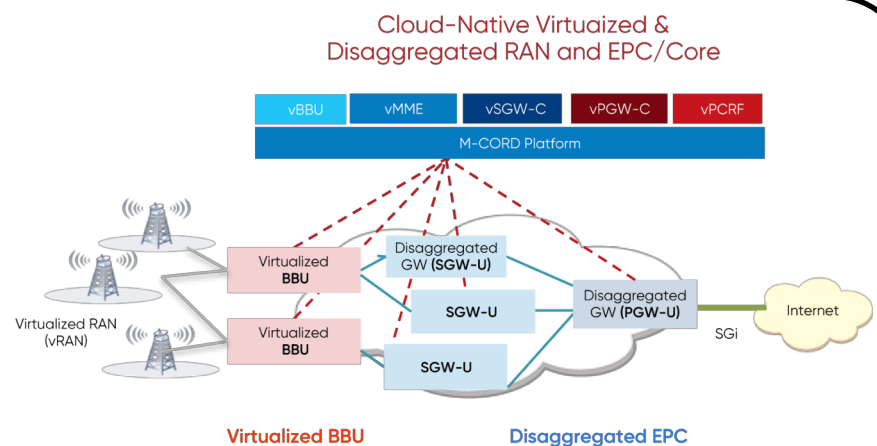 Cloud-Native Virtuaized &
Disaggregated RAN and EPC/Core
vBBU
vMME
vSGW-C
vPGW-C
vPCRF
M-CORD Platform
Virtualized
BBU
Disaggregated
GW (SGW-U)
SGW-U
Disaggregated
GW (PGW-U)
Internet
SGi
Virtualized RAN
(vRAN)
Virtualized
BBU
SGW-U
Virtualized BBU
Disaggregated EPC